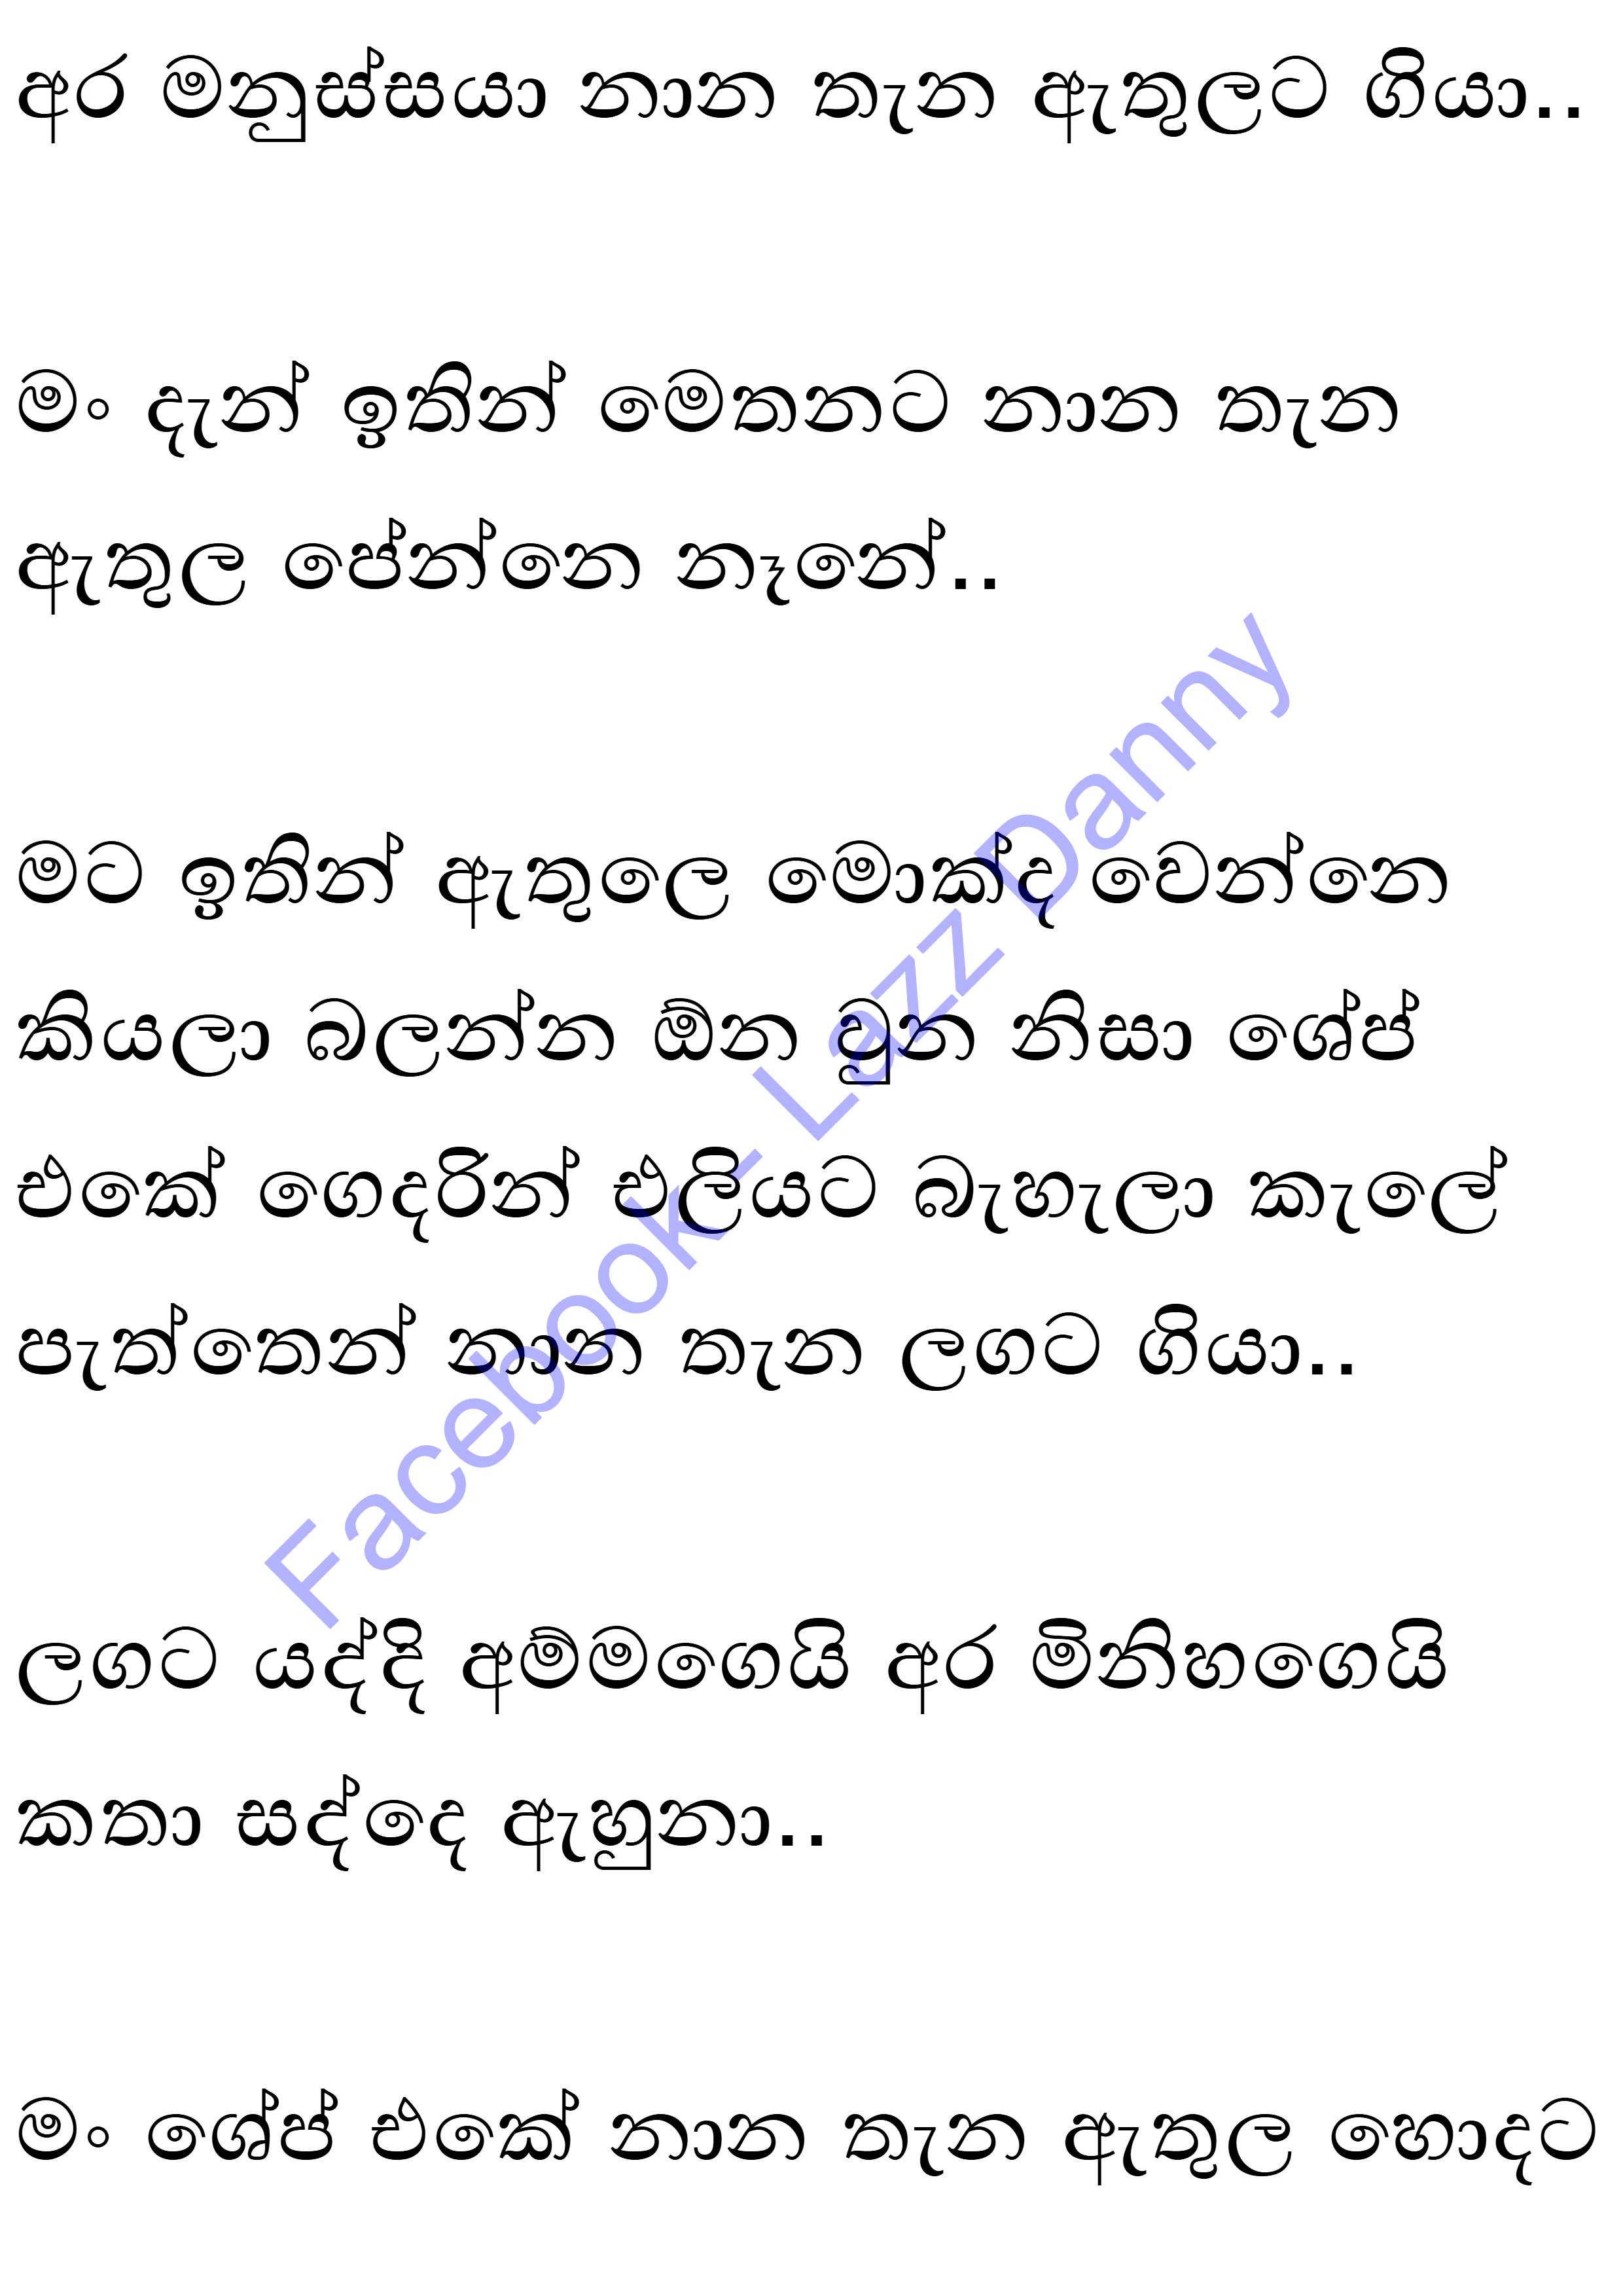 අර මනුස්සයා නාන තැන ඇතුලට ගියා..
මං දැන් ඉතින් මෙතනට නාන තැන
ඇතුල පේන්නෙ නෑනේ..
මට ඉතින් ඇතුලෙ මොක්ද වෙන්නෙ
කියලා බලන්න ඕන වුන නිසා ශේප්
එකේ ගෙදරින් එලියට බැහැලා කැලේ
පැත්තෙන් නාන තැන ලගට ගියා..
ලගට යද්දි අම්මගෙයි අර මිනිහගෙයි
කතා සද්දෙ ඇහුනා..
මං ශේප් එකේ නාන තැන ඇතුල හොදට
Facebook - Lazz Danny